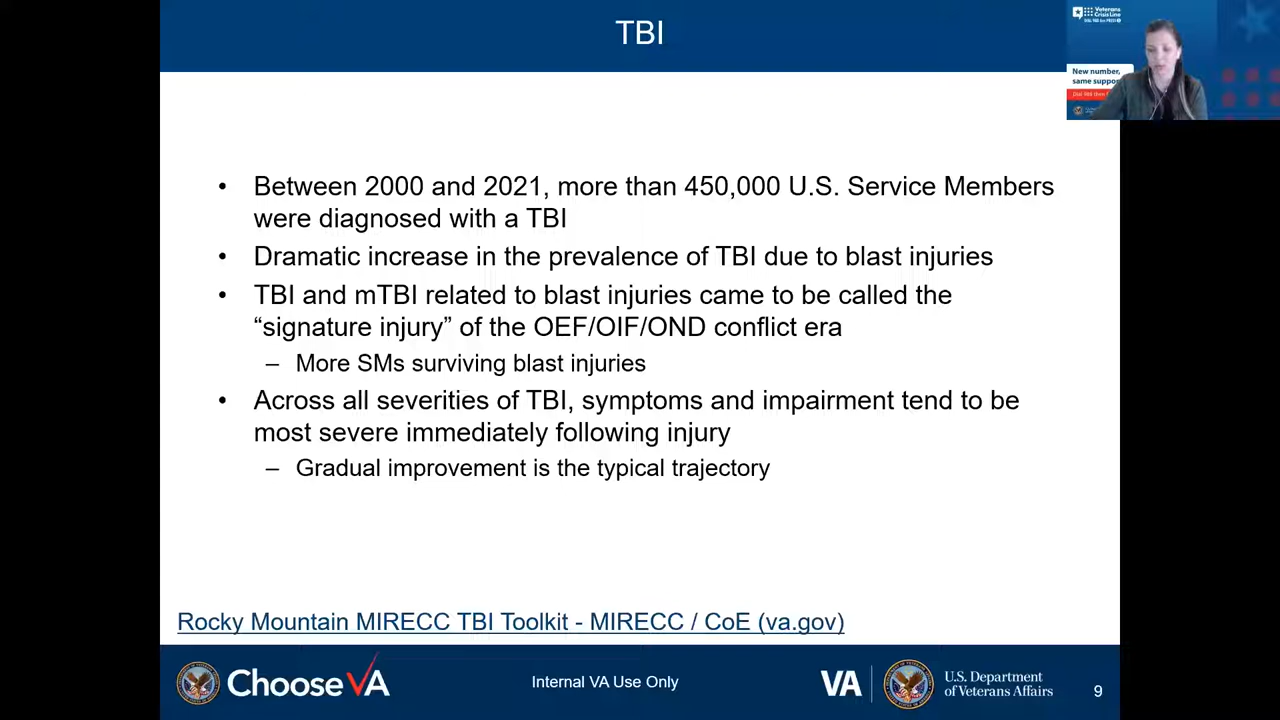 TBI
Veterans
Crisis Line
New number,
same support
• Between 2000 and 2021, more than 450,000 U.S. Service Members
were diagnosed with a TBI
• Dramatic increase in the prevalence of TBI due to blast injuries
• TBI and mTBI related to blast injuries came to be called the
“signature injury” of the OEF/OIF/OND conflict era
– More SMs surviving blast injuries
• Across all severities of TBI, symptoms and impairment tend to be
most severe immediately following injury
– Gradual improvement is the typical trajectory
Rocky Mountain MIRECC TBI Toolkit - MIRECC / CoE (va.gov)
Choose VA
Internal VA Use Only
VA
U.S. Department
of Veterans Affairs
9